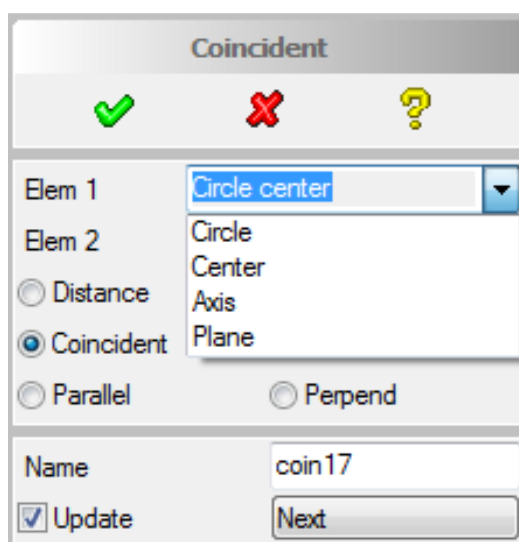 Coincident
Elem 1 Circle center
Elem 2 Circle
Center
Distance Axis
Coincident Plane
Parallel Perpend
Name coin17
Update Next